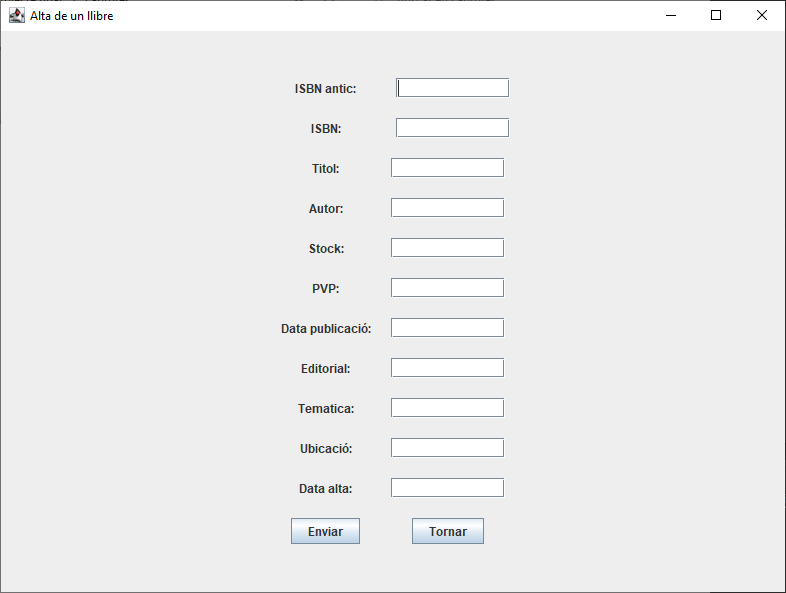 Alta de un llibre
ISBN antic:
ISBN:
Titol:
Autor:
Stock:
PVP:
Data publicació:
Editorial:
Tematica:
Ubicació:
Data alta:
Enviar Tornar